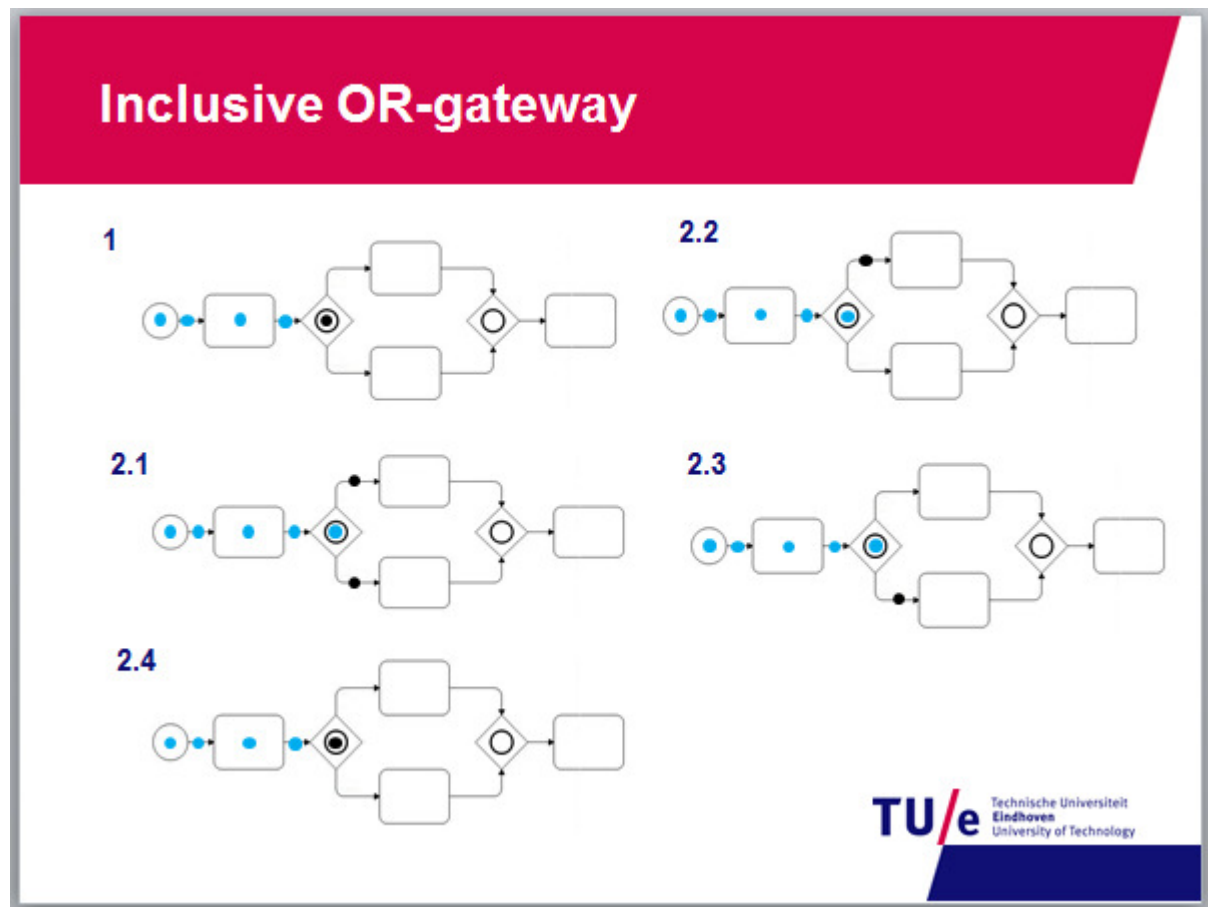 Inclusive OR-gateway
1
2.2
2.1
2.3
2.4
TU/e
Technische Universiteit
Eindhoven
University of Technology